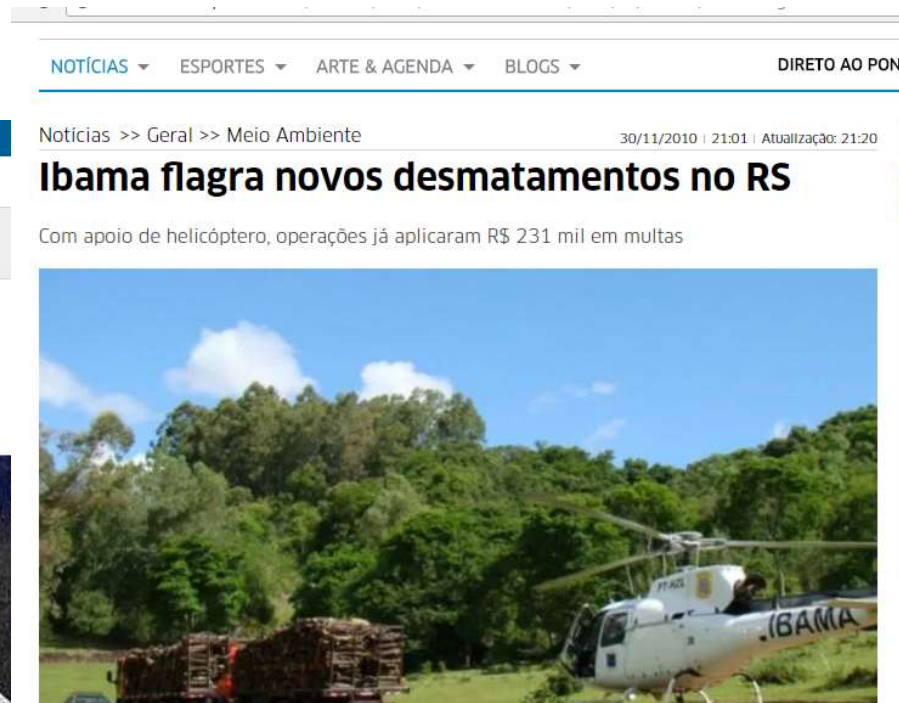 NOTÍCIAS ESPORTES ARTE & AGENDA BLOGS DIRETO AO PON
Notícias >> Geral >> Meio Ambiente 30/11/2010 | 21:01 | Atualização: 21:20
Ibama flagra novos desmatamentos no RS
Com apoio de helicóptero, operações já aplicaram R$ 231 mil em multas
PT-HZL
IBAMA